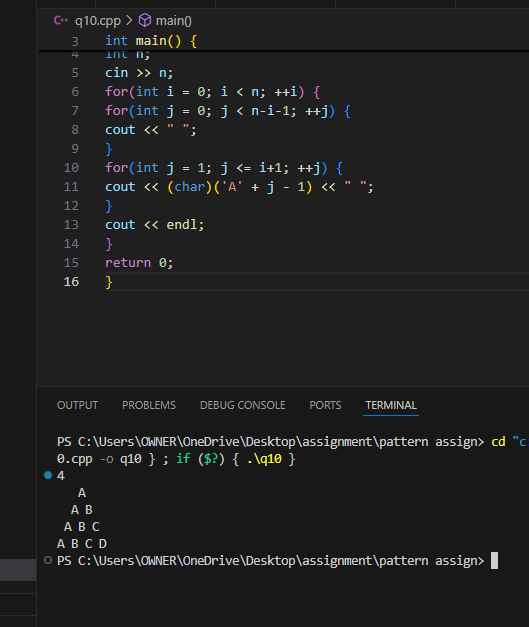 q10.cpp > main()
3 int main() {
4 int n;
5 cin >> n;
6 for(int i = 0; i < n; ++i) {
7 for(int j = 0; j < n-i-1; ++j) {
8 cout << " ";
9 }
10 for(int j = 1; j <= i+1; ++j) {
11 cout << (char)('A' + j - 1) << " ";
12 }
13 cout << endl;
14 }
15 return 0;
16 }
OUTPUT PROBLEMS DEBUG CONSOLE PORTS TERMINAL
PS C:\Users\OWNER\OneDrive\Desktop\assignment\pattern assign> cd "c
0.cpp -o q10 } ; if ($?) { .\q10 }
4
   A
  A B
 A B C
A B C D
PS C:\Users\OWNER\OneDrive\Desktop\assignment\pattern assign>